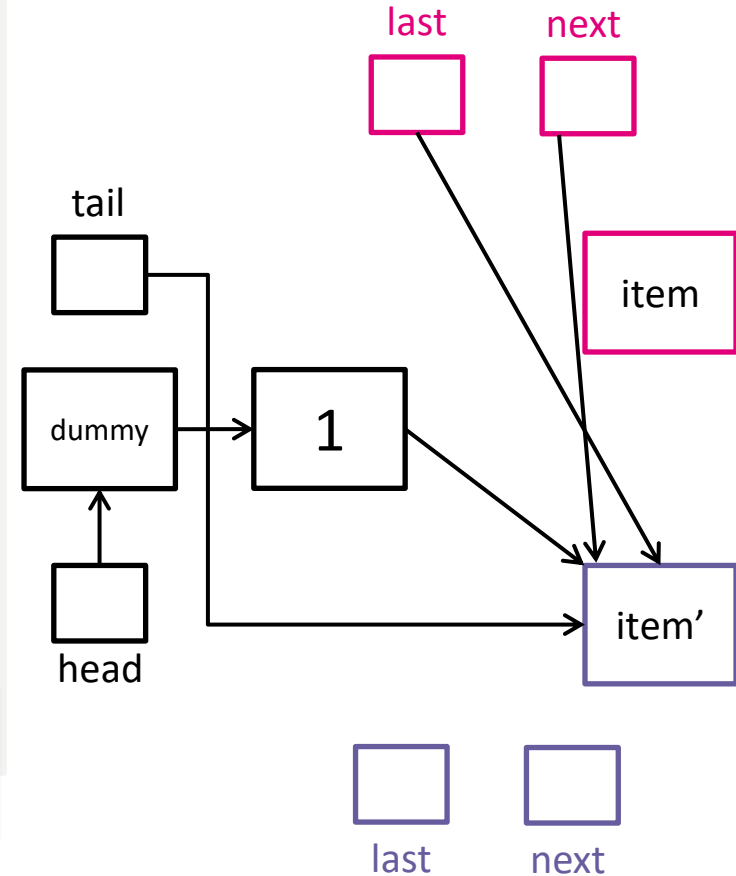 last next
tail
item
dummy 1
item’
head
last next